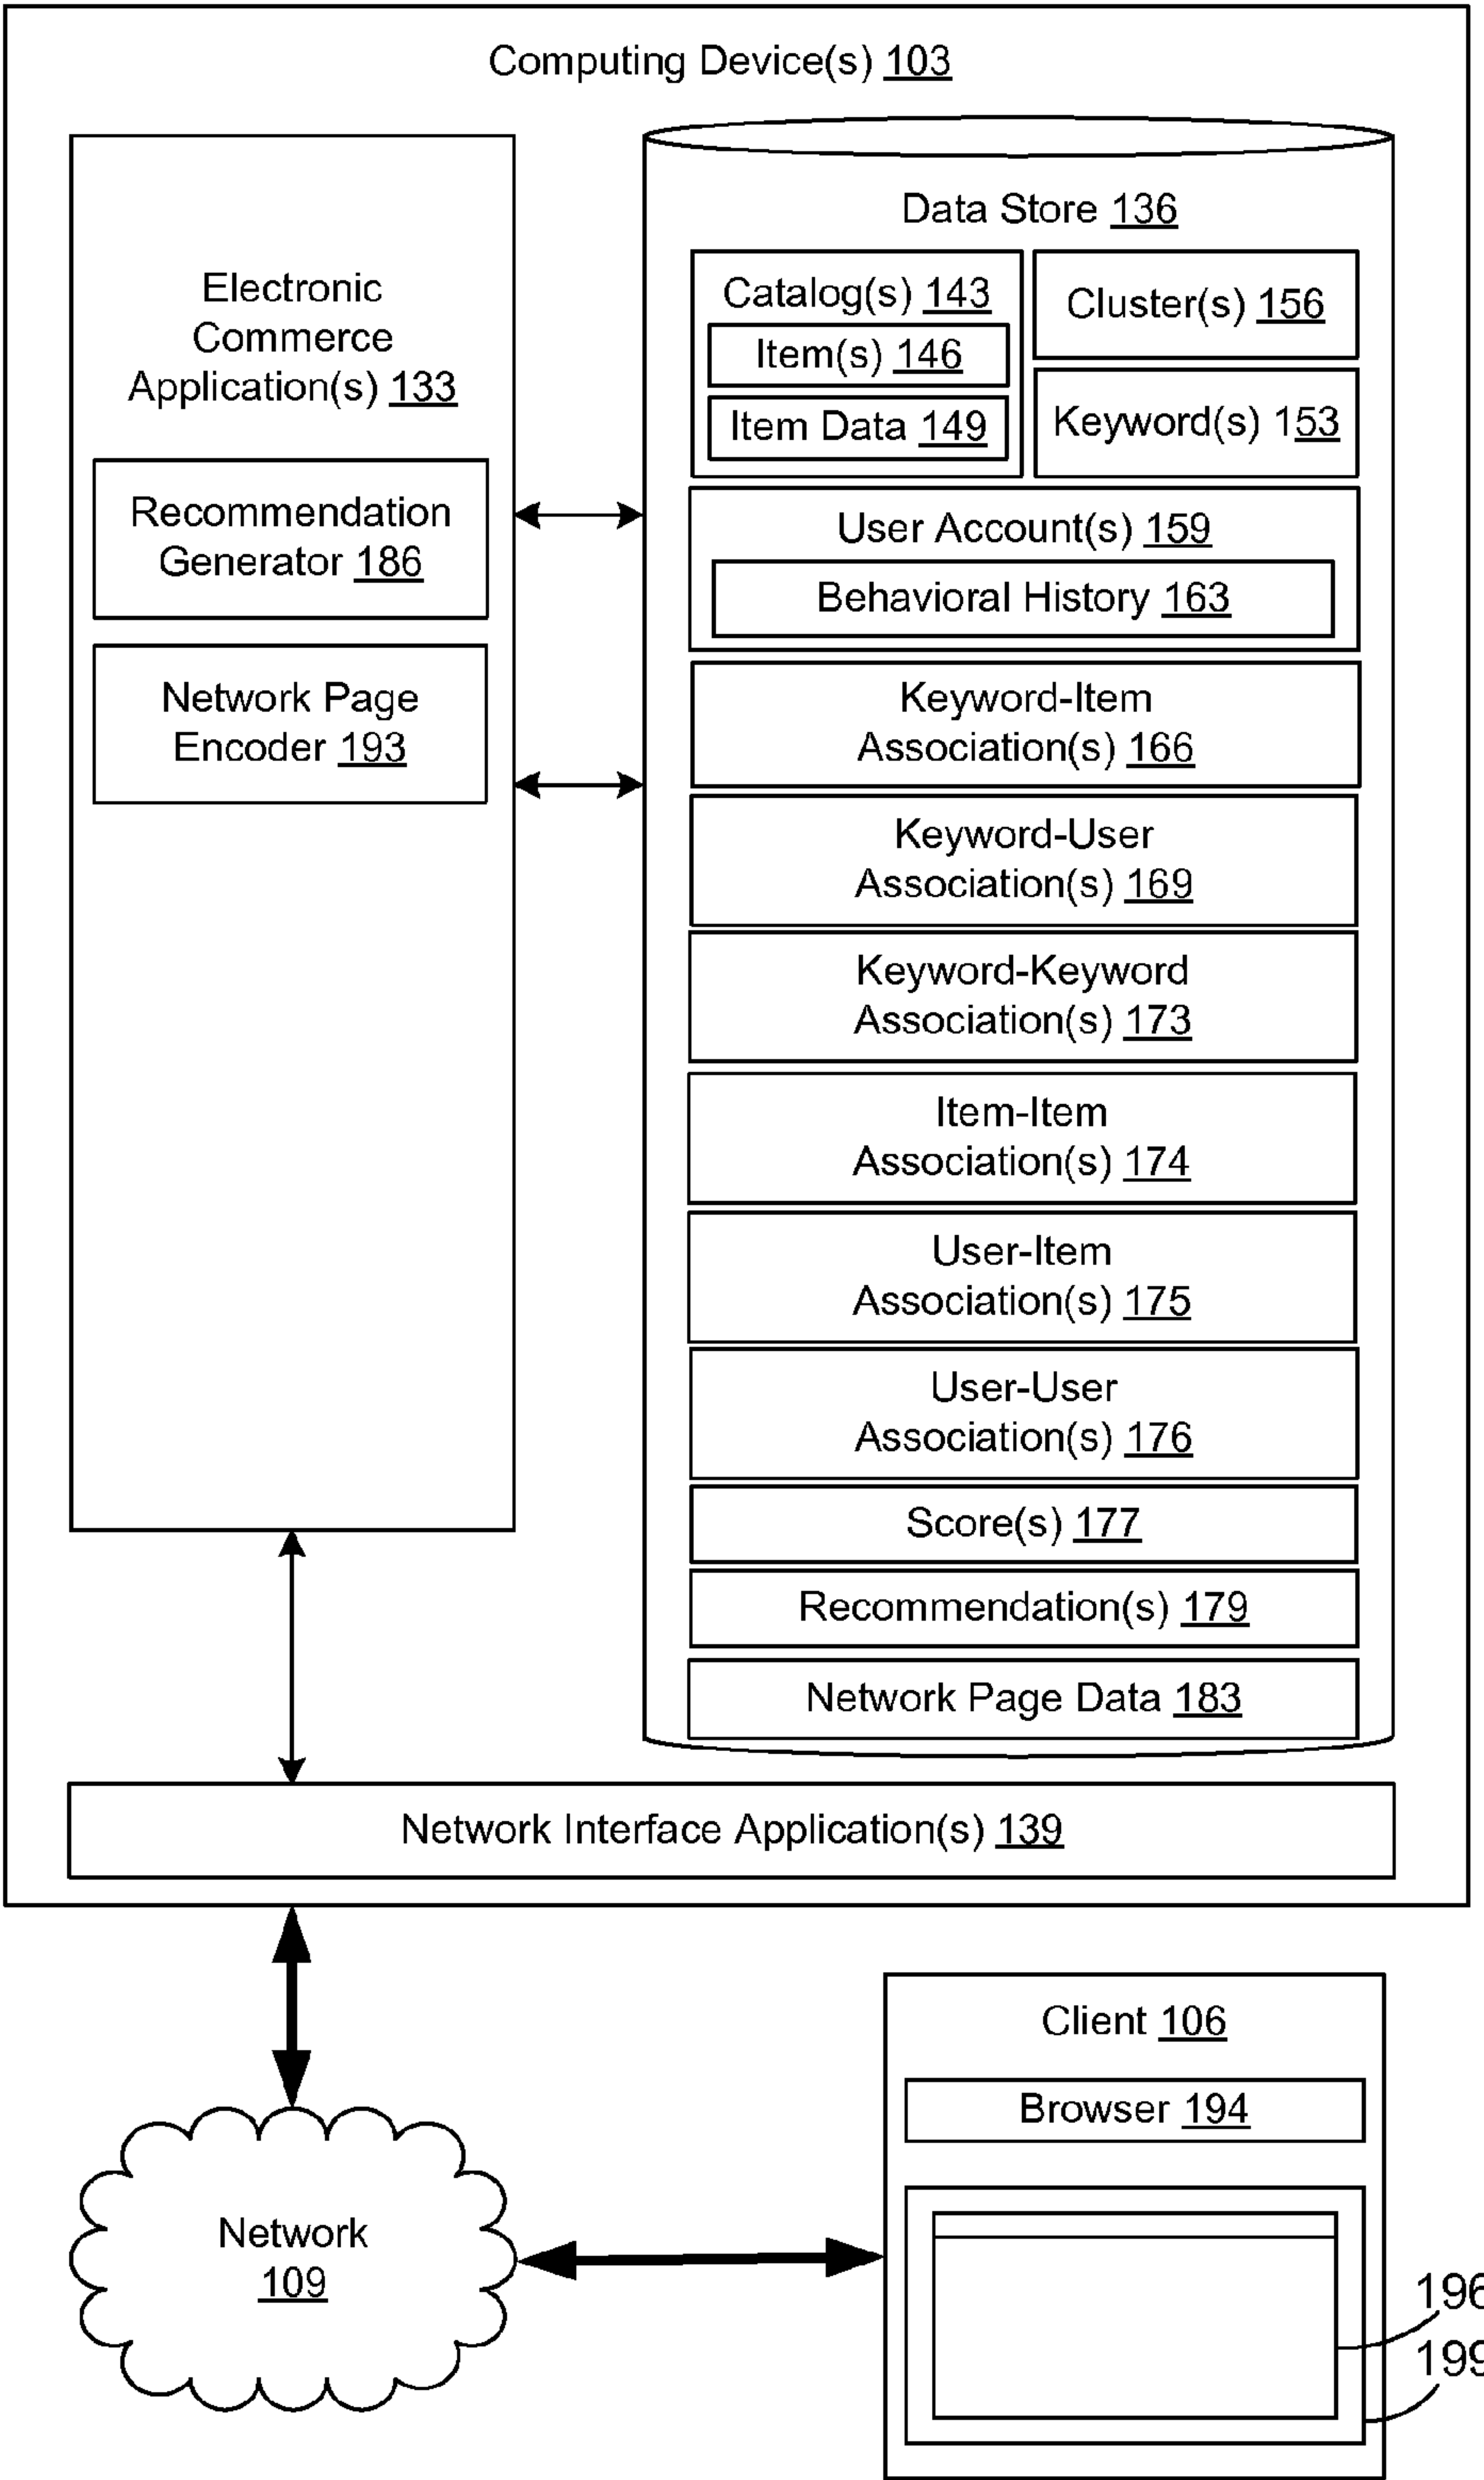 Computing Device(s) 103
Electronic
Commerce
Application(s) 133
Recommendation
Generator 186
Network Page
Encoder 193
Data Store 136
Catalog(s) 143
Item(s) 146
Item Data 149
Cluster(s) 156
Keyword(s) 153
User Account(s) 159
Behavioral History 163
Keyword-Item
Association(s) 166
Keyword-User
Association(s) 169
Keyword-Keyword
Association(s) 173
Item-Item
Association(s) 174
User-Item
Association(s) 175
User-User
Association(s) 176
Score(s) 177
Recommendation(s) 179
Network Page Data 183
Network Interface Application(s) 139
Network
109
Client 106
Browser 194
196
199